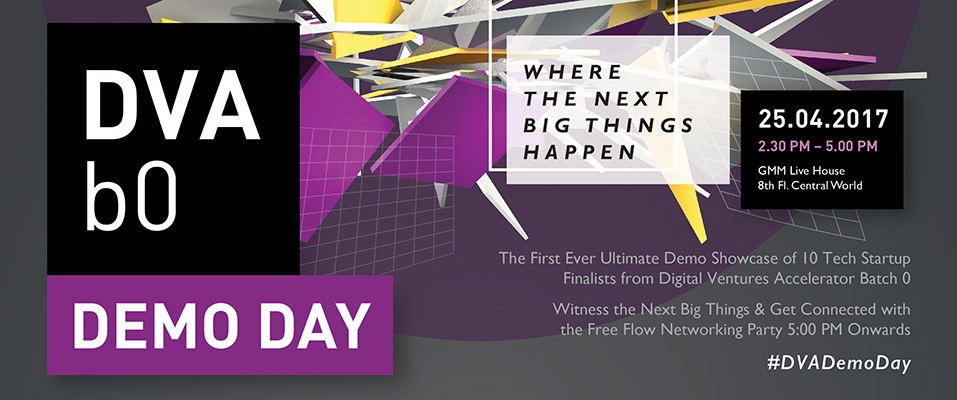 DVA
b0
DEMO DAY
WHERE
THE NEXT
BIG THINGS
HAPPEN
25.04.2017
2.30 PM – 5.00 PM
GMM Live House
8th Fl. Central World
The First Ever Ultimate Demo Showcase of 10 Tech Startup
Finalists from Digital Ventures Accelerator Batch 0
Witness the Next Big Things & Get Connected with
the Free Flow Networking Party 5:00 PM Onwards
#DVADemoDay